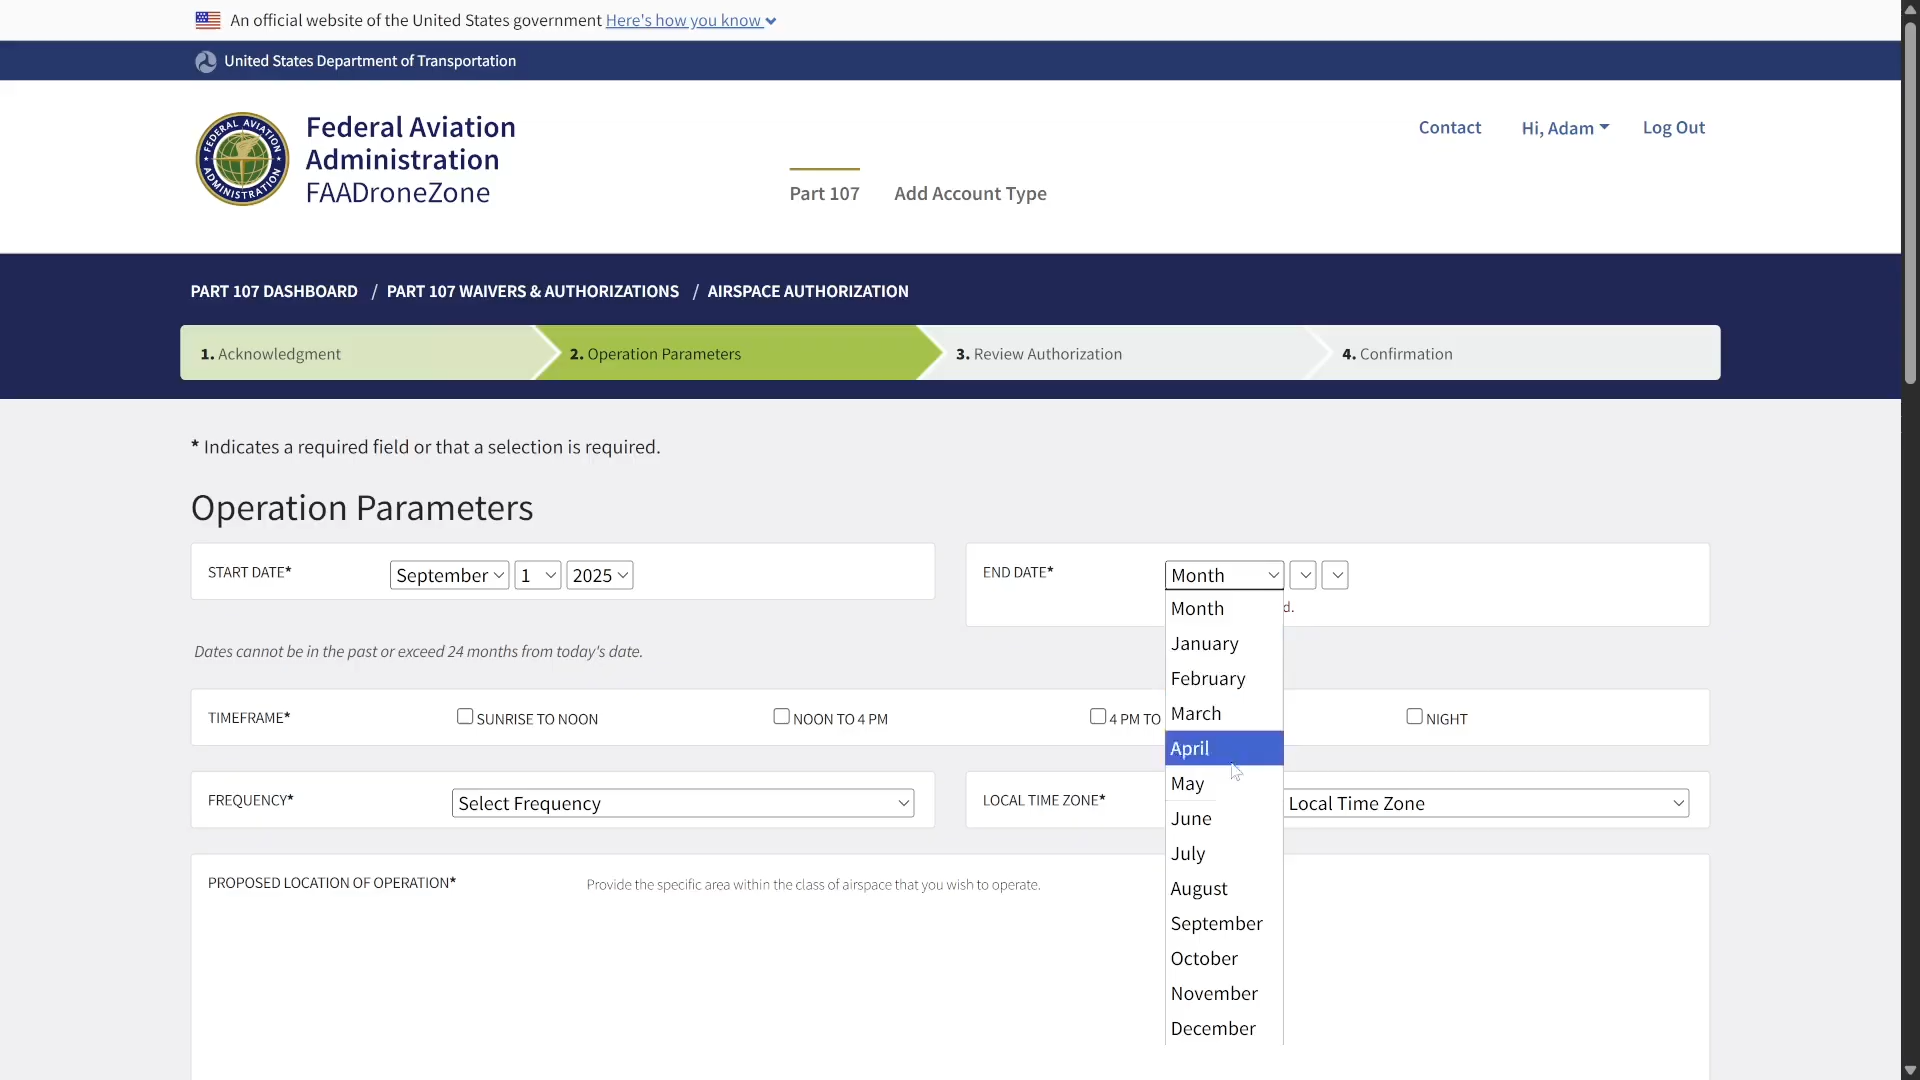 An official website of the United States government Here's how you know
United States Department of Transportation
FEDERAL AVIATION ADMINISTRATION
Federal Aviation
Administration
FAADroneZone
Part 107
Add Account Type
Contact
Hi, Adam
Log Out
PART 107 DASHBOARD / PART 107 WAIVERS & AUTHORIZATIONS / AIRSPACE AUTHORIZATION
1. Acknowledgment
2. Operation Parameters
3. Review Authorization
4. Confirmation
* Indicates a required field or that a selection is required.
Operation Parameters
START DATE*
September 1 2025
END DATE*
Month
d.
Month
January
February
March
April
May
June
July
August
September
October
November
December
Dates cannot be in the past or exceed 24 months from today's date.
TIMEFRAME*
SUNRISE TO NOON
NOON TO 4 PM
4 PM TO
NIGHT
FREQUENCY*
Select Frequency
LOCAL TIME ZONE*
Local Time Zone
PROPOSED LOCATION OF OPERATION*
Provide the specific area within the class of airspace that you wish to operate.